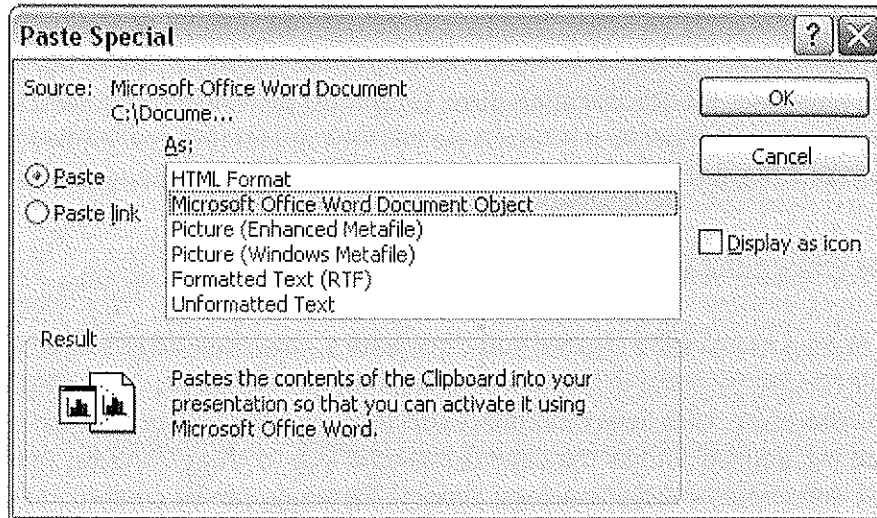 Paste Special
Source: Microsoft Office Word Document
C:\Docume...
OK
As:
Cancel
Paste
Paste link
HTML Format
Microsoft Office Word Document Object
Picture (Enhanced Metafile)
Picture (Windows Metafile)
Formatted Text (RTF)
Unformatted Text
Display as icon
Result
Pastes the contents of the Clipboard into your
presentation so that you can activate it using
Microsoft Office Word.